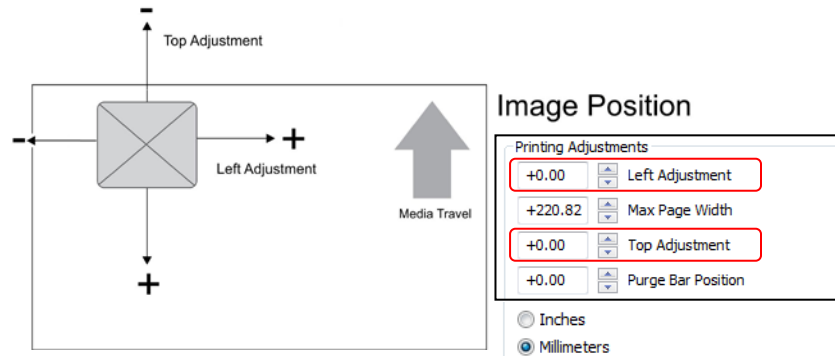 -
Top Adjustment
-
+
Left Adjustment
Media Travel
+
Image Position
Printing Adjustments
+0.00 Left Adjustment
+220.82 Max Page Width
+0.00 Top Adjustment
+0.00 Purge Bar Position
Inches
Millimeters